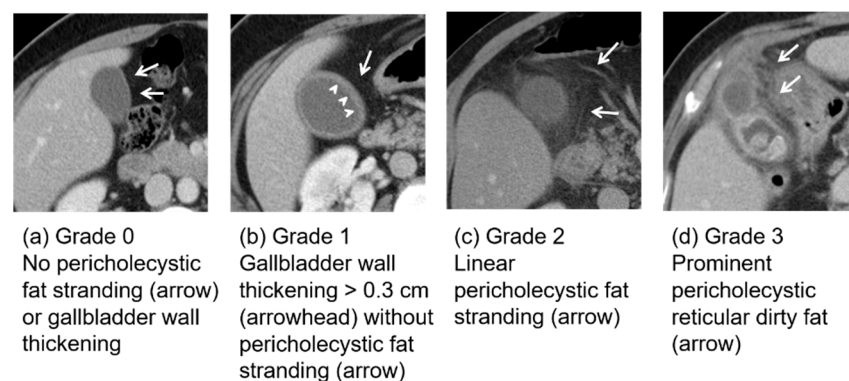 (a) Grade 0
No pericholecystic
fat stranding (arrow)
or gallbladder wall
thickening
(b) Grade 1
Gallbladder wall
thickening > 0.3 cm
(arrowhead) without
pericholecystic fat
stranding (arrow)
(c) Grade 2
Linear
pericholecystic fat
stranding (arrow)
(d) Grade 3
Prominent
pericholecystic
reticular dirty fat
(arrow)